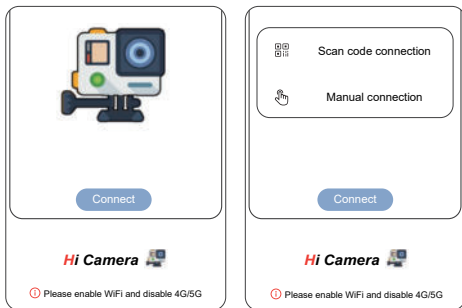 Connect
Hi Camera
Please enable WiFi and disable 4G/5G
Scan code connection
Manual connection
Connect
Hi Camera
Please enable WiFi and disable 4G/5G